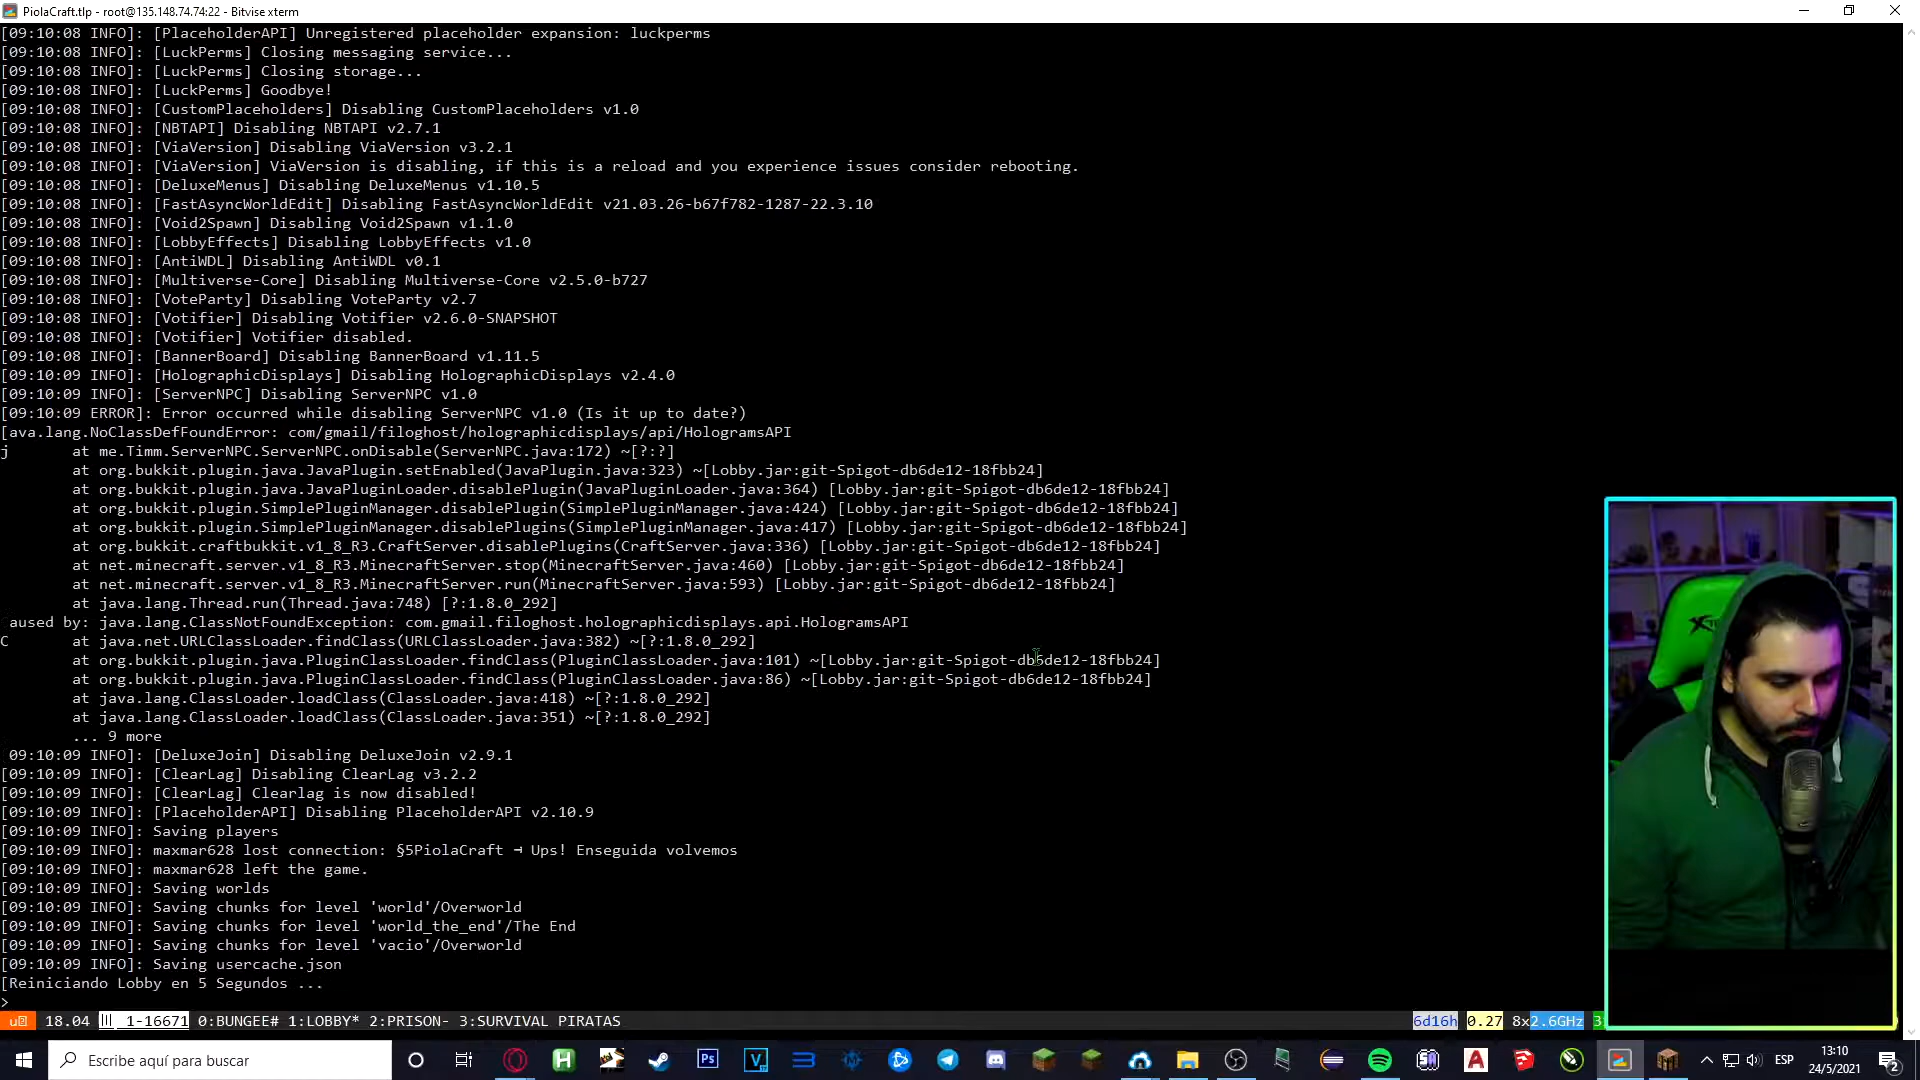 PiolaCraft.tlp - root@135.148.74.74:22 - Bitvise xterm
[09:10:08 INFO]: [PlaceholderAPI] Unregistered placeholder expansion: luckperms
[09:10:08 INFO]: [LuckPerms] Closing messaging service...
[09:10:08 INFO]: [LuckPerms] Closing storage...
[09:10:08 INFO]: [LuckPerms] Goodbye!
[09:10:08 INFO]: [CustomPlaceholders] Disabling CustomPlaceholders v1.0
[09:10:08 INFO]: [NBTAPI] Disabling NBTAPI v2.7.1
[09:10:08 INFO]: [ViaVersion] Disabling ViaVersion v3.2.1
[09:10:08 INFO]: [ViaVersion] ViaVersion is disabling, if this is a reload and you experience issues consider rebooting.
[09:10:08 INFO]: [DeluxeMenus] Disabling DeluxeMenus v1.10.5
[09:10:08 INFO]: [FastAsyncWorldEdit] Disabling FastAsyncWorldEdit v21.03.26-b67f782-1287-22.3.10
[09:10:08 INFO]: [Void2Spawn] Disabling Void2Spawn v1.1.0
[09:10:08 INFO]: [LobbyEffects] Disabling LobbyEffects v1.0
[09:10:08 INFO]: [AntiWDL] Disabling AntiWDL v0.1
[09:10:08 INFO]: [Multiverse-Core] Disabling Multiverse-Core v2.5.0-b727
[09:10:08 INFO]: [VoteParty] Disabling VoteParty v2.7
[09:10:08 INFO]: [Votifier] Disabling Votifier v2.6.0-SNAPSHOT
[09:10:08 INFO]: [Votifier] Votifier disabled.
[09:10:08 INFO]: [BannerBoard] Disabling BannerBoard v1.11.5
[09:10:09 INFO]: [HolographicDisplays] Disabling HolographicDisplays v2.4.0
[09:10:09 INFO]: [ServerNPC] Disabling ServerNPC v1.0
[09:10:09 ERROR]: Error occurred while disabling ServerNPC v1.0 (Is it up to date?)
[ava.lang.NoClassDefFoundError: com/gmail/filoghost/holographicdisplays/api/HologramsAPI
j at me.Timm.ServerNPC.ServerNPC.onDisable(ServerNPC.java:172) ~[?:?]
at org.bukkit.plugin.java.JavaPlugin.setEnabled(JavaPlugin.java:323) ~[Lobby.jar:git-Spigot-db6de12-18fbb24]
at org.bukkit.plugin.java.JavaPluginLoader.disablePlugin(JavaPluginLoader.java:364) [Lobby.jar:git-Spigot-db6de12-18fbb24]
at org.bukkit.plugin.SimplePluginManager.disablePlugin(SimplePluginManager.java:424) [Lobby.jar:git-Spigot-db6de12-18fbb24]
at org.bukkit.plugin.SimplePluginManager.disablePlugins(SimplePluginManager.java:417) [Lobby.jar:git-Spigot-db6de12-18fbb24]
at org.bukkit.craftbukkit.v1_8_R3.CraftServer.disablePlugins(CraftServer.java:336) [Lobby.jar:git-Spigot-db6de12-18fbb24]
at net.minecraft.server.v1_8_R3.MinecraftServer.stop(MinecraftServer.java:460) [Lobby.jar:git-Spigot-db6de12-18fbb24]
at net.minecraft.server.v1_8_R3.MinecraftServer.run(MinecraftServer.java:593) [Lobby.jar:git-Spigot-db6de12-18fbb24]
at java.lang.Thread.run(Thread.java:748) [?:1.8.0_292]
aused by: java.lang.ClassNotFoundException: com.gmail.filoghost.holographicdisplays.api.HologramsAPI
C at java.net.URLClassLoader.findClass(URLClassLoader.java:382) ~[?:1.8.0_292]
at org.bukkit.plugin.java.PluginClassLoader.findClass(PluginClassLoader.java:101) ~[Lobby.jar:git-Spigot-db6de12-18fbb24]
at org.bukkit.plugin.java.PluginClassLoader.findClass(PluginClassLoader.java:86) ~[Lobby.jar:git-Spigot-db6de12-18fbb24]
at java.lang.ClassLoader.loadClass(ClassLoader.java:418) ~[?:1.8.0_292]
at java.lang.ClassLoader.loadClass(ClassLoader.java:351) ~[?:1.8.0_292]
... 9 more
09:10:09 INFO]: [DeluxeJoin] Disabling DeluxeJoin v2.9.1
[09:10:09 INFO]: [ClearLag] Disabling ClearLag v3.2.2
[09:10:09 INFO]: [ClearLag] Clearlag is now disabled!
[09:10:09 INFO]: [PlaceholderAPI] Disabling PlaceholderAPI v2.10.9
[09:10:09 INFO]: Saving players
[09:10:09 INFO]: maxmar628 lost connection: §5PiolaCraft → Ups! Enseguida volvemos
[09:10:09 INFO]: maxmar628 left the game.
[09:10:09 INFO]: Saving worlds
[09:10:09 INFO]: Saving chunks for level 'world'/Overworld
[09:10:09 INFO]: Saving chunks for level 'world_the_end'/The End
[09:10:09 INFO]: Saving chunks for level 'vacio'/Overworld
[09:10:09 INFO]: Saving usercache.json
[Reiniciando Lobby en 5 Segundos ...
>
18.04 1-16671 0:BUNGEE# 1:LOBBY* 2:PRISON- 3:SURVIVAL PIRATAS 6d16h 0.27 8x2.6GHz
Escribe aquí para buscar
ESP
13:10
24/5/2021
2